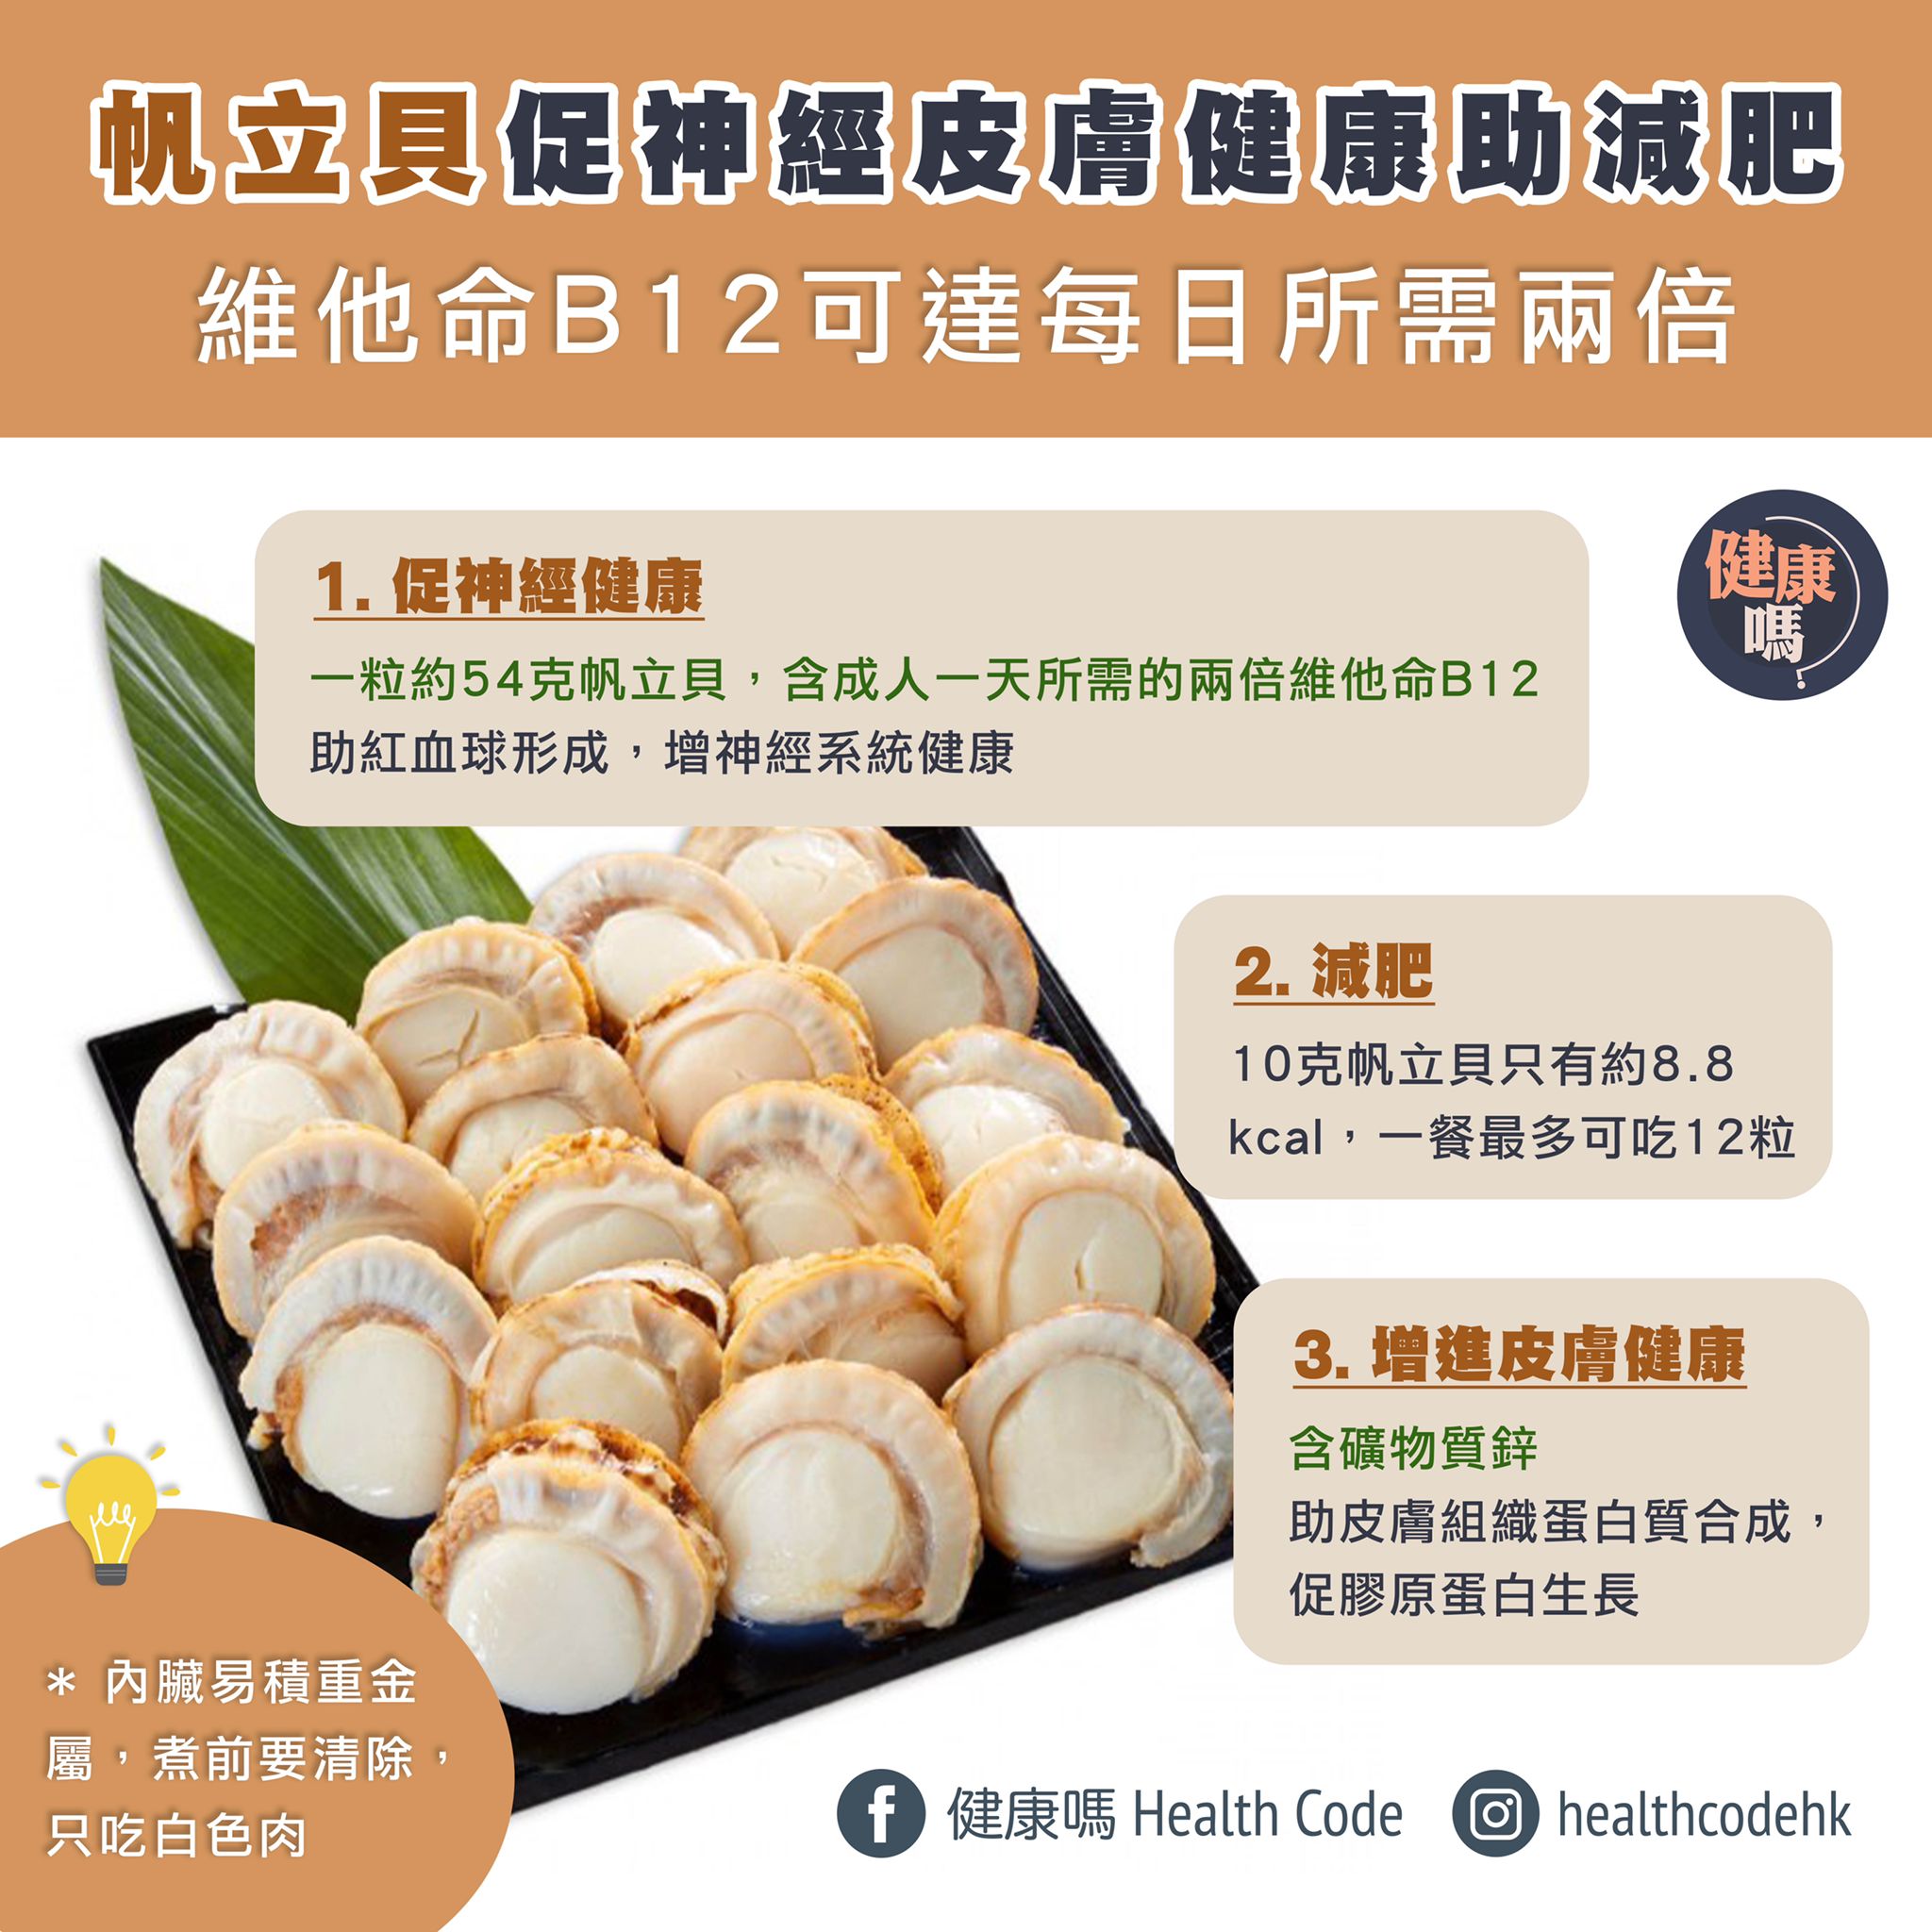 帆立貝促神經皮膚健康助減肥
維他命B12可達每日所需兩倍
健康
嗎
1. 促神經健康
一粒約54克帆立貝，含成人一天所需的兩倍維他命B12
助紅血球形成，增神經系統健康
2. 減肥
10克帆立貝只有約8.8
kcal，一餐最多可吃12粒
3. 增進皮膚健康
含礦物質鋅
助皮膚組織蛋白質合成，
促膠原蛋白生長
* 內臟易積重金
屬，煮前要清除，
只吃白色肉
健康嗎 Health Code
healthcodehk